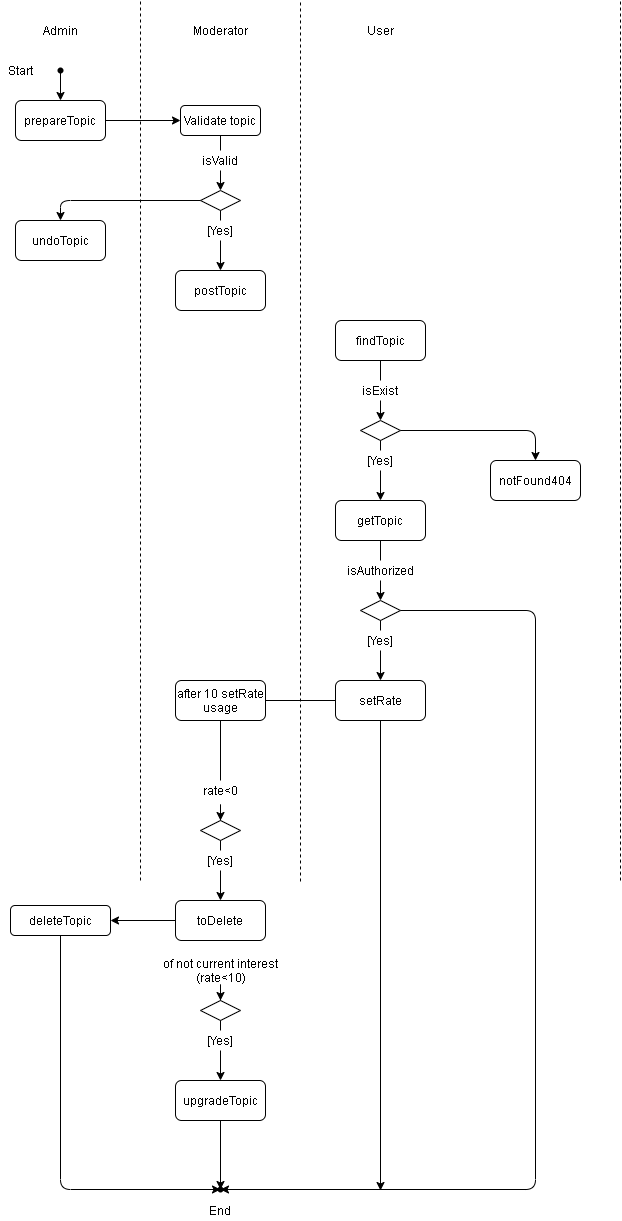 Admin
Moderator
User
Start
prepareTopic
Validate topic
isValid
undoTopic
[Yes]
postTopic
findTopic
isExist
[Yes]
notFound404
getTopic
isAuthorized
[Yes]
after 10 setRate
usage
setRate
rate<0
[Yes]
deleteTopic
toDelete
of not current interest
(rate<10)
[Yes]
upgradeTopic
End